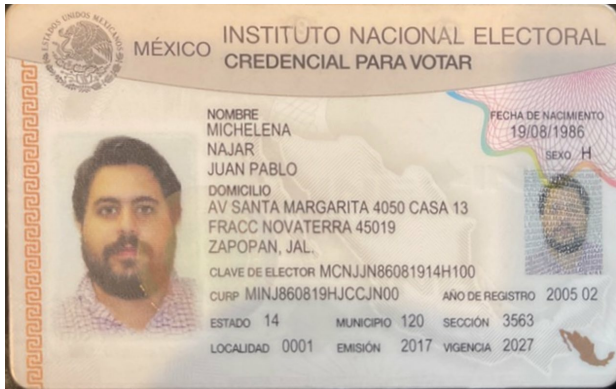 ESTADOS UNIDOS MEXICANOS
MÉXICO INSTITUTO NACIONAL ELECTORAL
CREDENCIAL PARA VOTAR
NOMBRE
MICHELENA
NAJAR
JUAN PABLO
FECHA DE NACIMIENTO
19/08/1986
SEXO H
DOMICILIO
AV SANTA MARGARITA 4050 CASA 13
FRACC NOVATERRA 45019
ZAPOPAN, JAL.
CLAVE DE ELECTOR MCNJJN86081914H100
CURP MINJ860819HJCCJN00 AÑO DE REGISTRO 2005 02
ESTADO 14 MUNICIPIO 120 SECCIÓN 3563
LOCALIDAD 0001 EMISIÓN 2017 VIGENCIA 2027